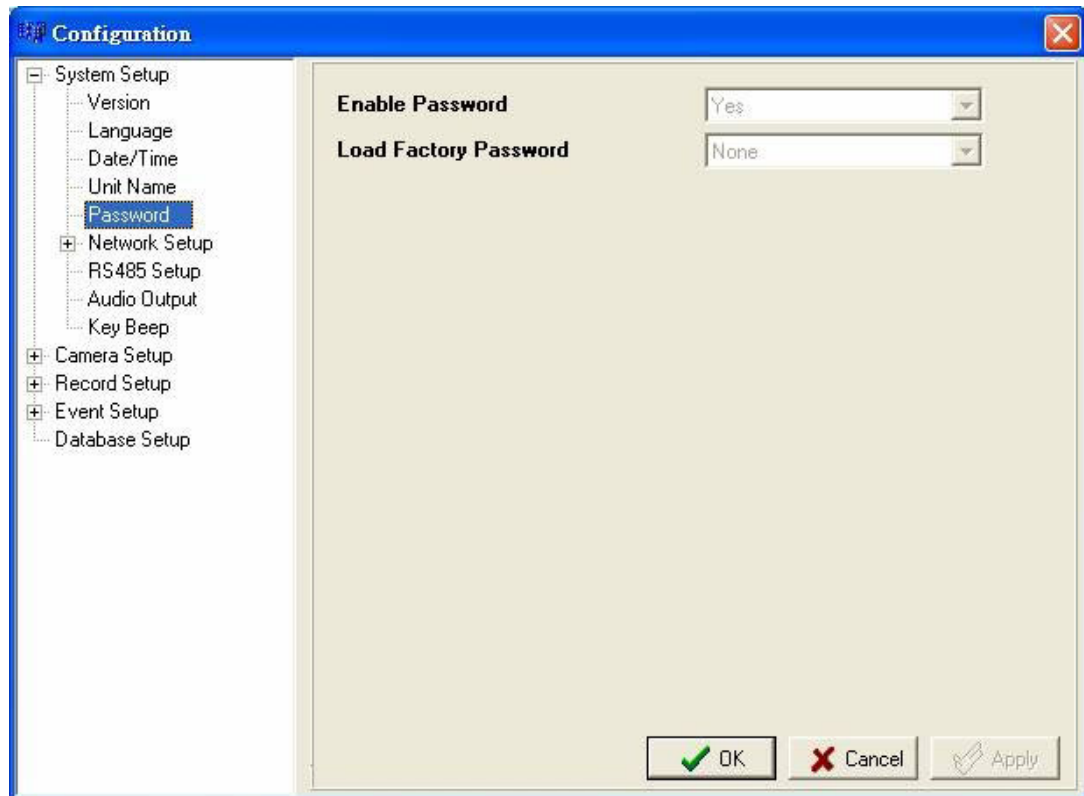 Configuration
System Setup
Version
Language
Date/Time
Unit Name
Password
Network Setup
RS485 Setup
Audio Output
Key Beep
Camera Setup
Record Setup
Event Setup
Database Setup
Enable Password Yes
Load Factory Password None
OK Cancel Apply